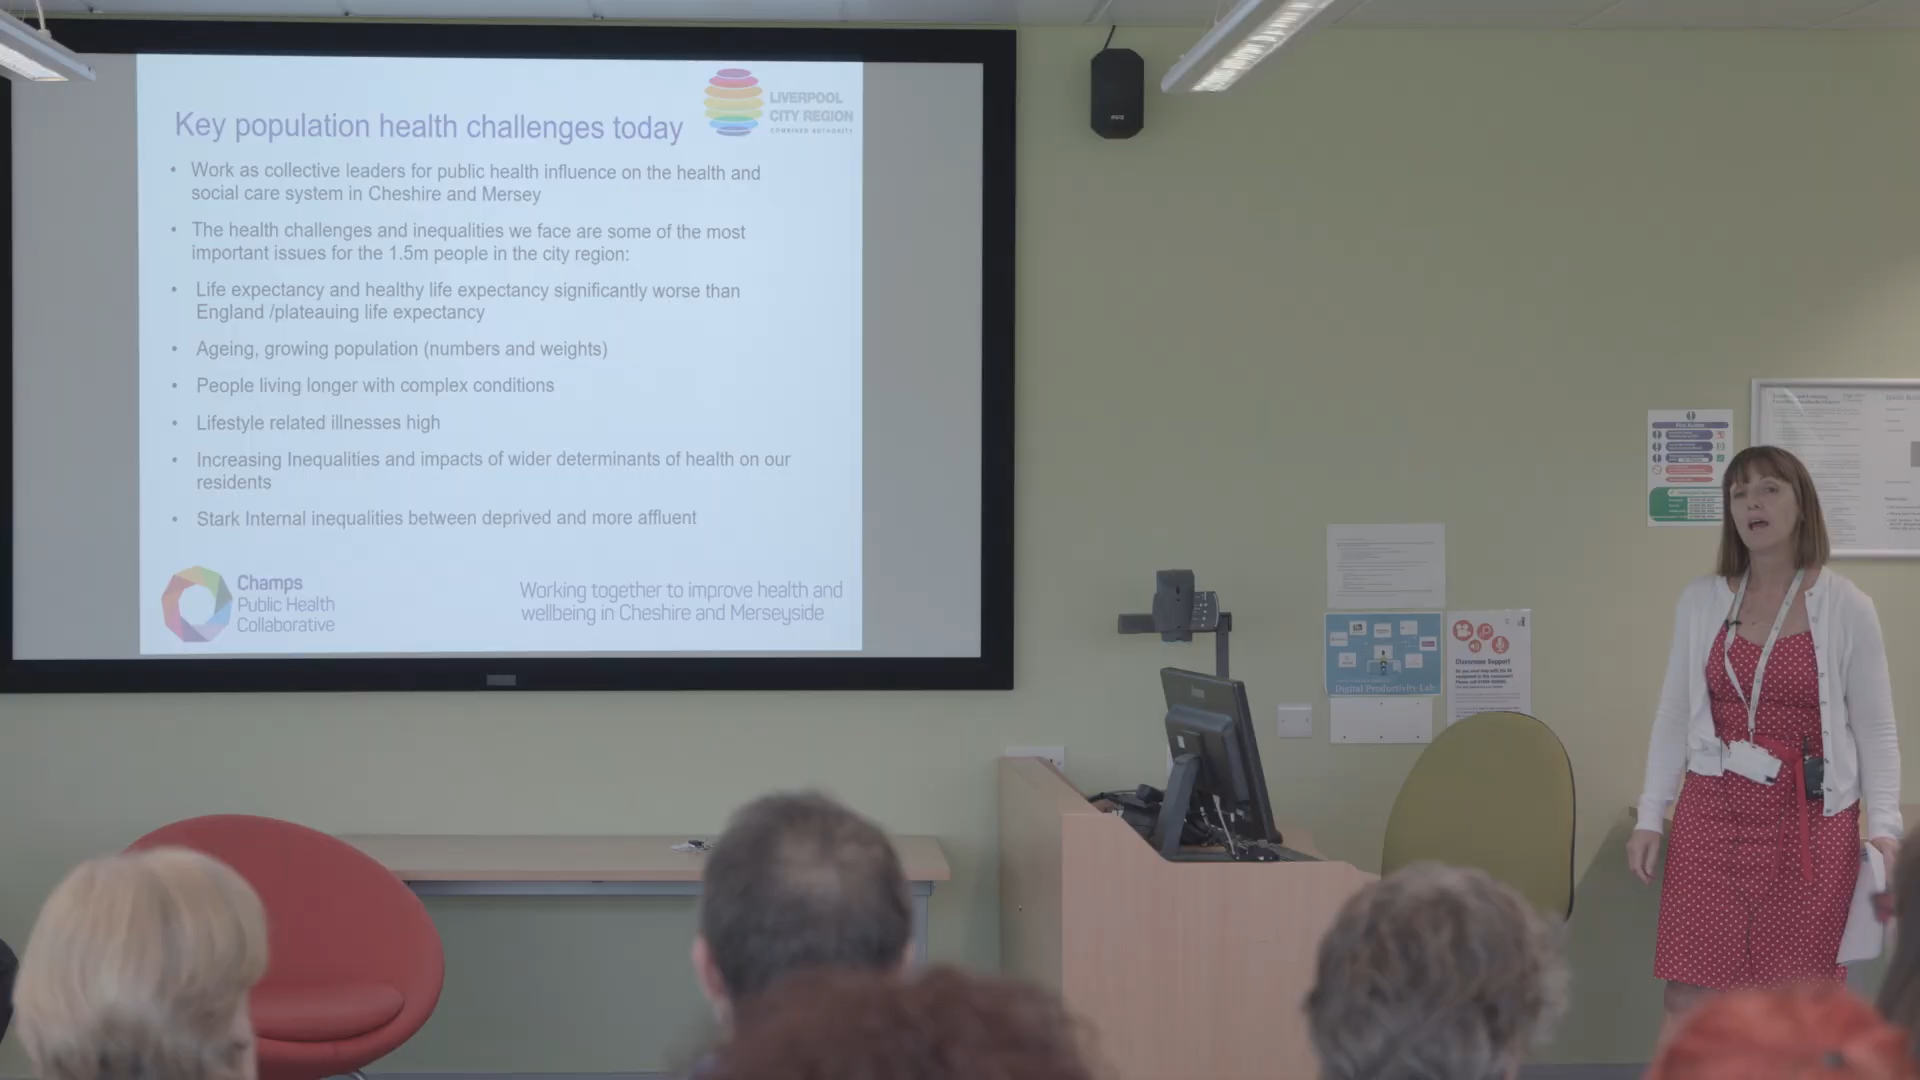 Key population health challenges today
LIVERPOOL
CITY REGION
COMBINED AUTHORITY
• Work as collective leaders for public health influence on the health and
social care system in Cheshire and Mersey
• The health challenges and inequalities we face are some of the most
important issues for the 1.5m people in the city region:
• Life expectancy and healthy life expectancy significantly worse than
England /plateauing life expectancy
• Ageing, growing population (numbers and weights)
• People living longer with complex conditions
• Lifestyle related illnesses high
• Increasing Inequalities and impacts of wider determinants of health on our
residents
• Stark Internal inequalities between deprived and more affluent
Champs
Public Health
Collaborative
Working together to improve health and
wellbeing in Cheshire and Merseyside
Digital Productivity Lab
Classroom Support